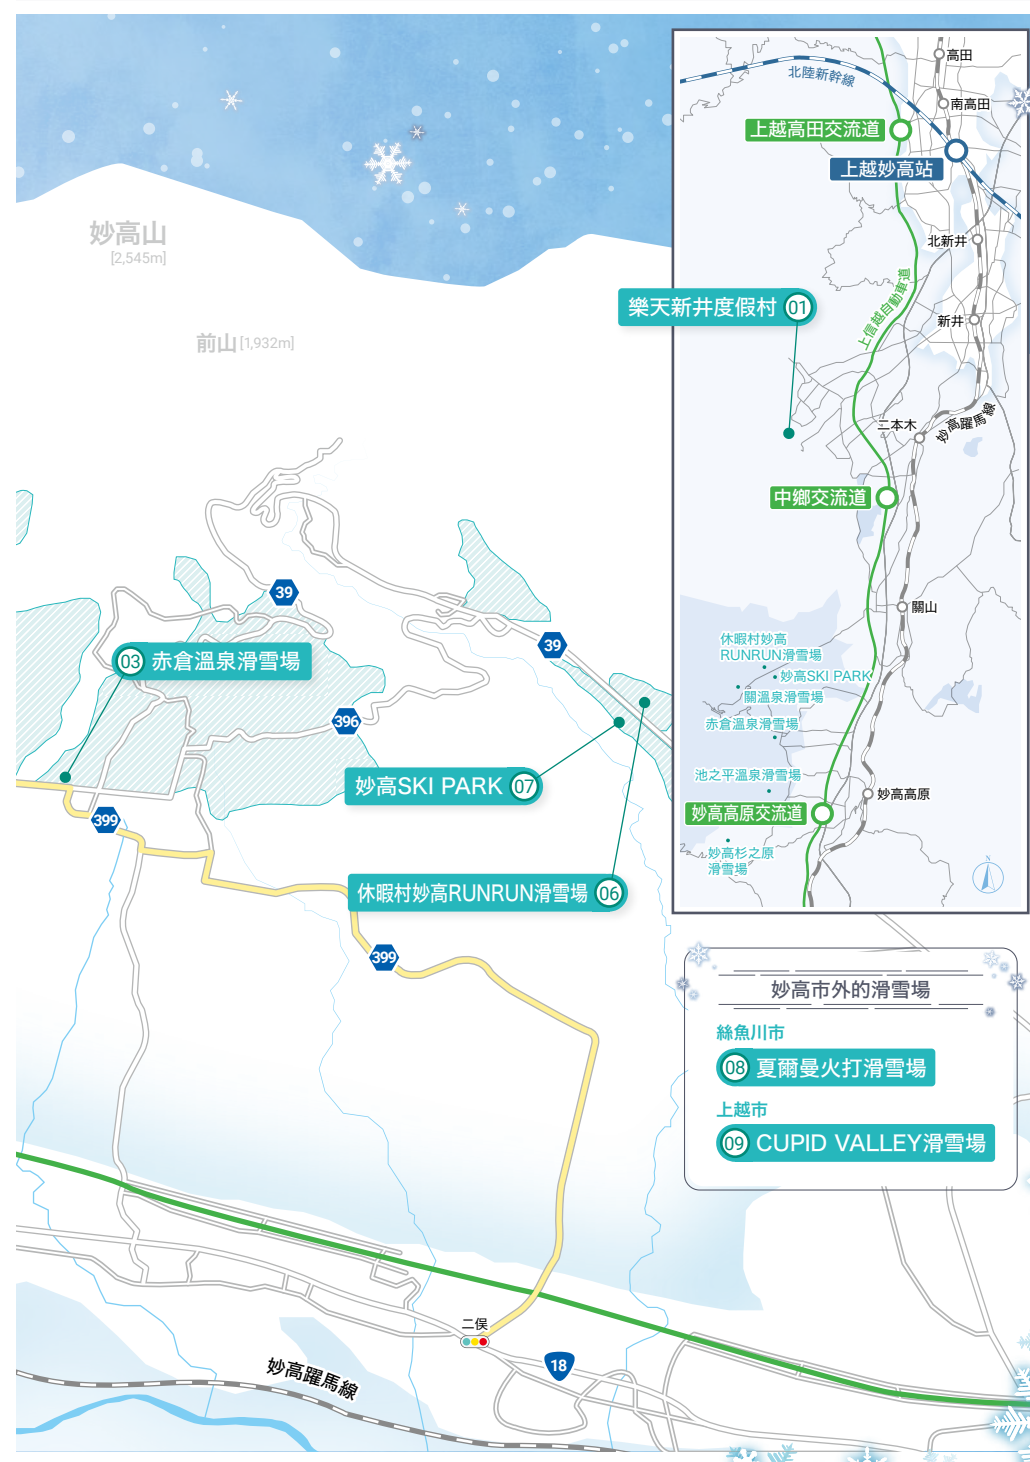 妙高山
[2,545m]
前山 [1,932m]
39
39
03 赤倉溫泉滑雪場
396
妙高SKI PARK 07
399
休暇村妙高RUNRUN滑雪場 06
399
二俣
18
妙高躍馬線
高田
北陸新幹線
南高田
上越高田交流道
上越妙高站
北新井
上信越自動車道
樂天新井度假村 01
新井
妙高躍馬線
二本木
中鄉交流道
關山
休暇村妙高
RUNRUN滑雪場
妙高SKI PARK
關溫泉滑雪場
赤倉溫泉滑雪場
池之平溫泉滑雪場
妙高高原
妙高高原交流道
妙高杉之原
滑雪場
N
妙高市外的滑雪場
絲魚川市
08 夏爾曼火打滑雪場
上越市
09 CUPID VALLEY滑雪場